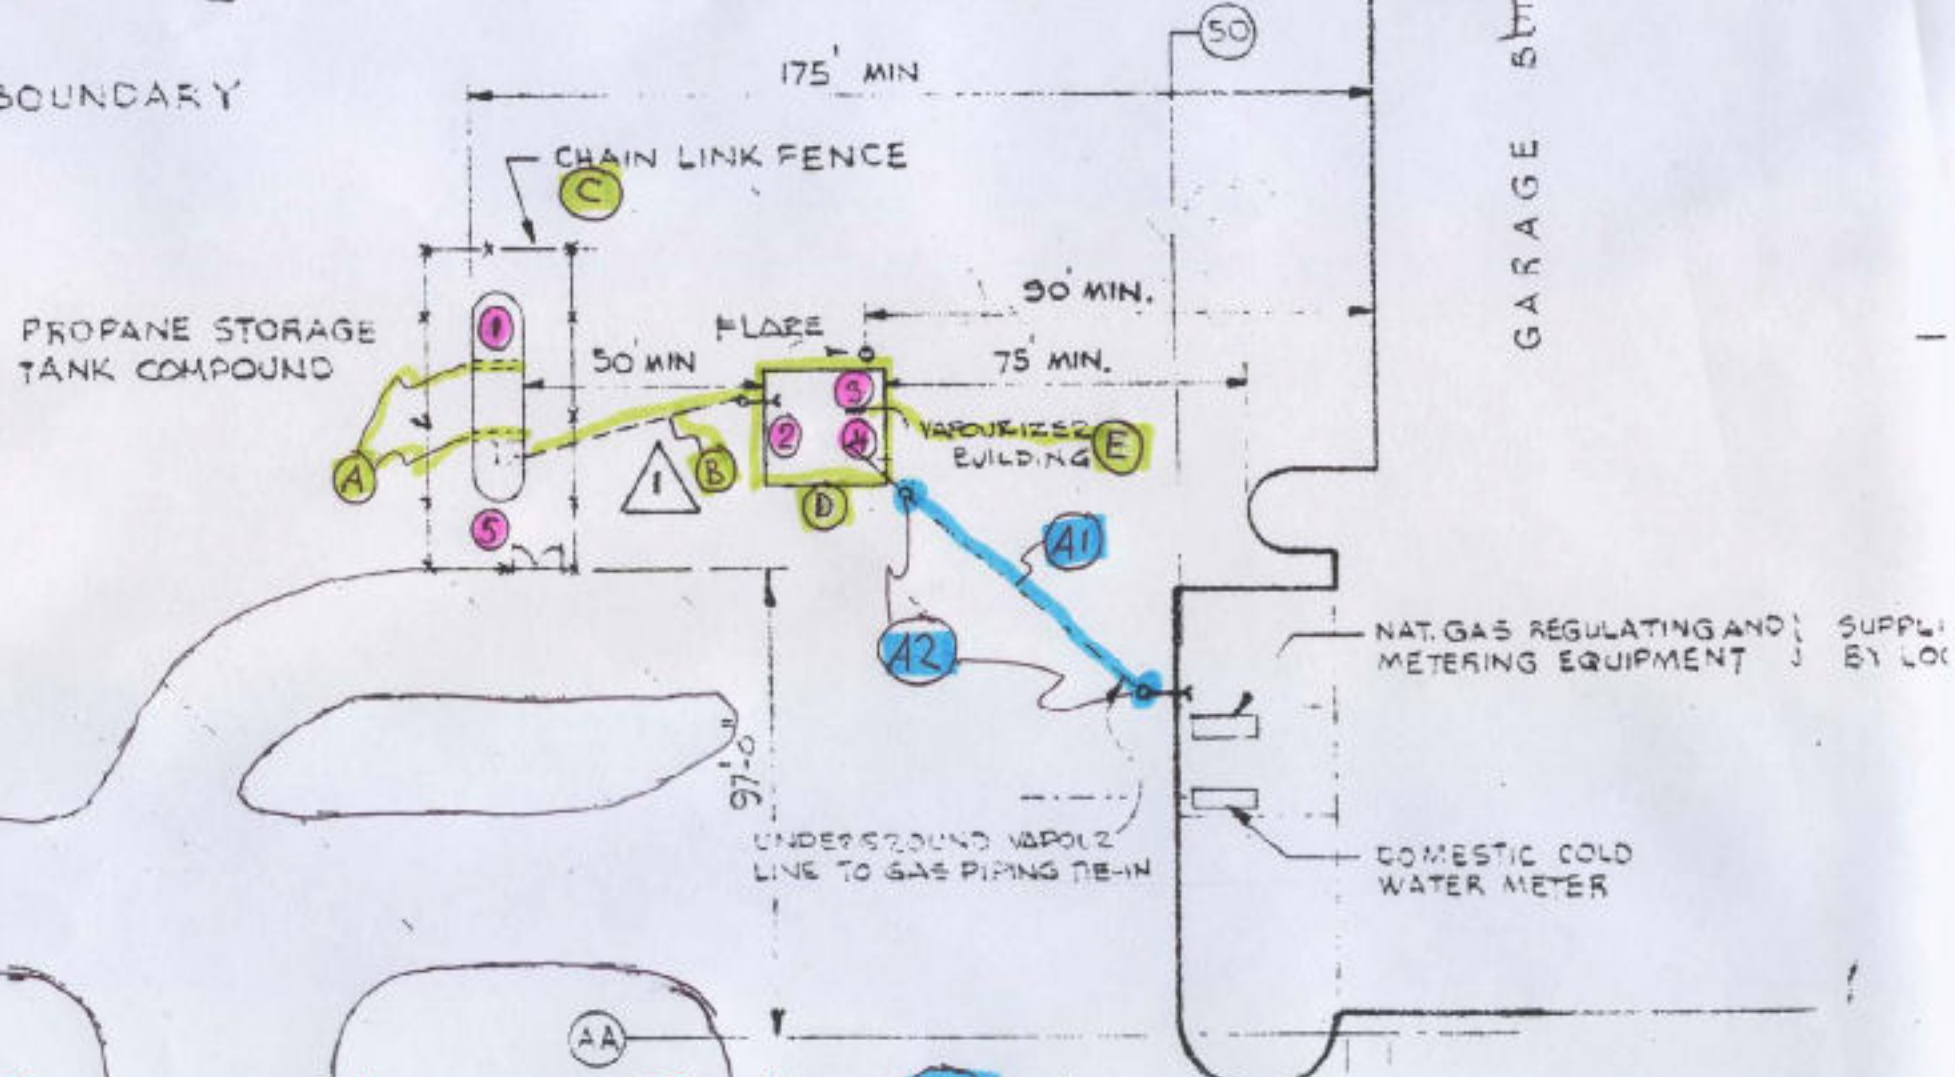 50
175' MIN
BOUNDARY
CHAIN LINK FENCE
C
GARAGE
90' MIN.
PROPANE STORAGE
TANK COMPOUND
1
FLARE
50' MIN
75' MIN.
3
2
4
VAPOURIZER
BUILDING
E
A
1
B
D
5
A1
A2
NAT. GAS REGULATING AND
METERING EQUIPMENT
BY
97'-0
UNDERGROUND VAPOUR
LINE TO GAS PIPING TIE-IN
DOMESTIC COLD
WATER METER
AA